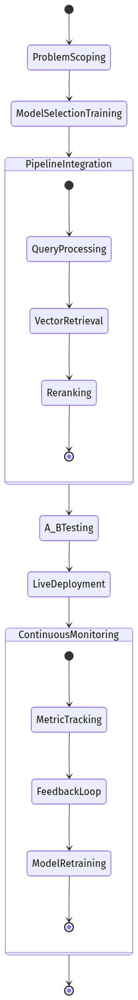 ProblemScoping
ModelSelectionTraining
PipelineIntegration
QueryProcessing
VectorRetrieval
Reranking
A_BTesting
LiveDeployment
ContinuousMonitoring
MetricTracking
FeedbackLoop
ModelRetraining